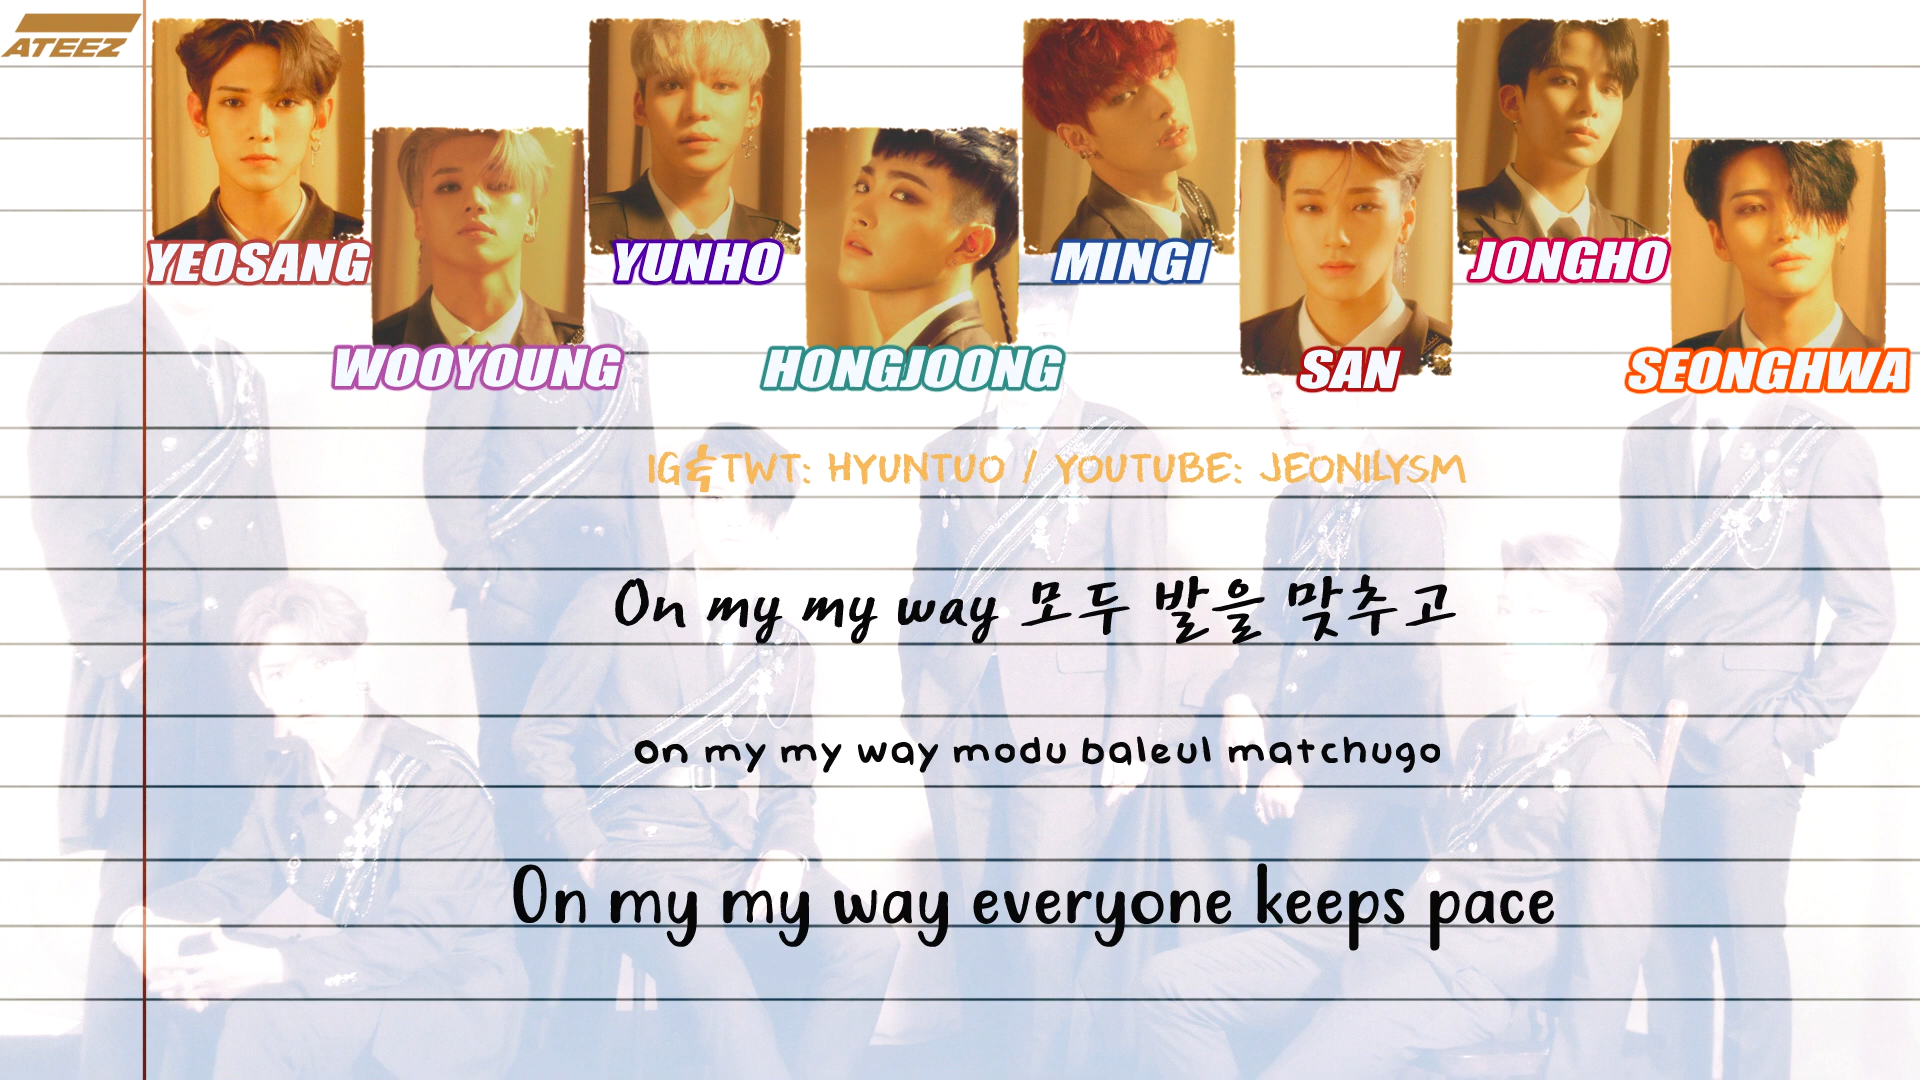 ATEEZ
YEOSANG
YUNHO
MINGI
JONGHO
WOOYOUNG
HONGJOONG
SAN
SEONGHWA
IG&TWT: HYUNTUO / YOUTUBE: JEONILYSM
On my my way 모두 발을 맞추고
on my my way modu baleul matchugo
On my my way everyone keeps pace